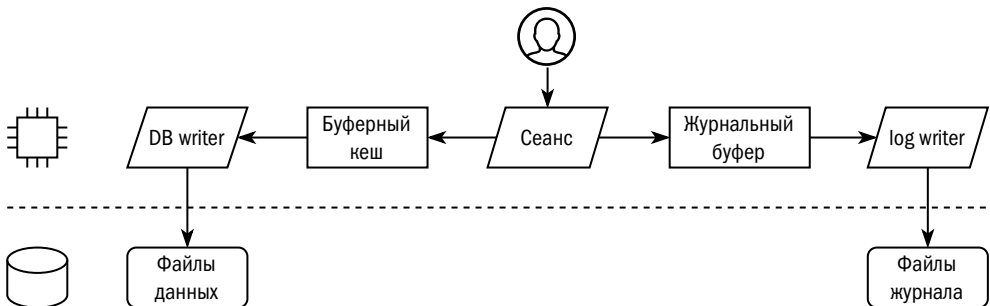 DB writer
Буферный
кеш
Сеанс
Журнальный
буфер
log writer
Файлы
данных
Файлы
журнала